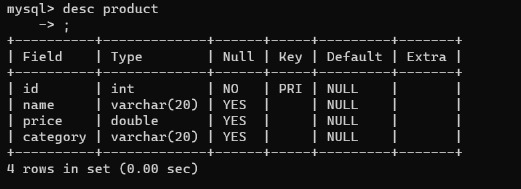 mysql> desc product
    -> ;
+----------+-------------+------+-----+---------+-------+
| Field    | Type        | Null | Key | Default | Extra |
+----------+-------------+------+-----+---------+-------+
| id       | int         | NO   | PRI | NULL    |       |
| name     | varchar(20) | YES  |     | NULL    |       |
| price    | double      | YES  |     | NULL    |       |
| category | varchar(20) | YES  |     | NULL    |       |
+----------+-------------+------+-----+---------+-------+
4 rows in set (0.00 sec)